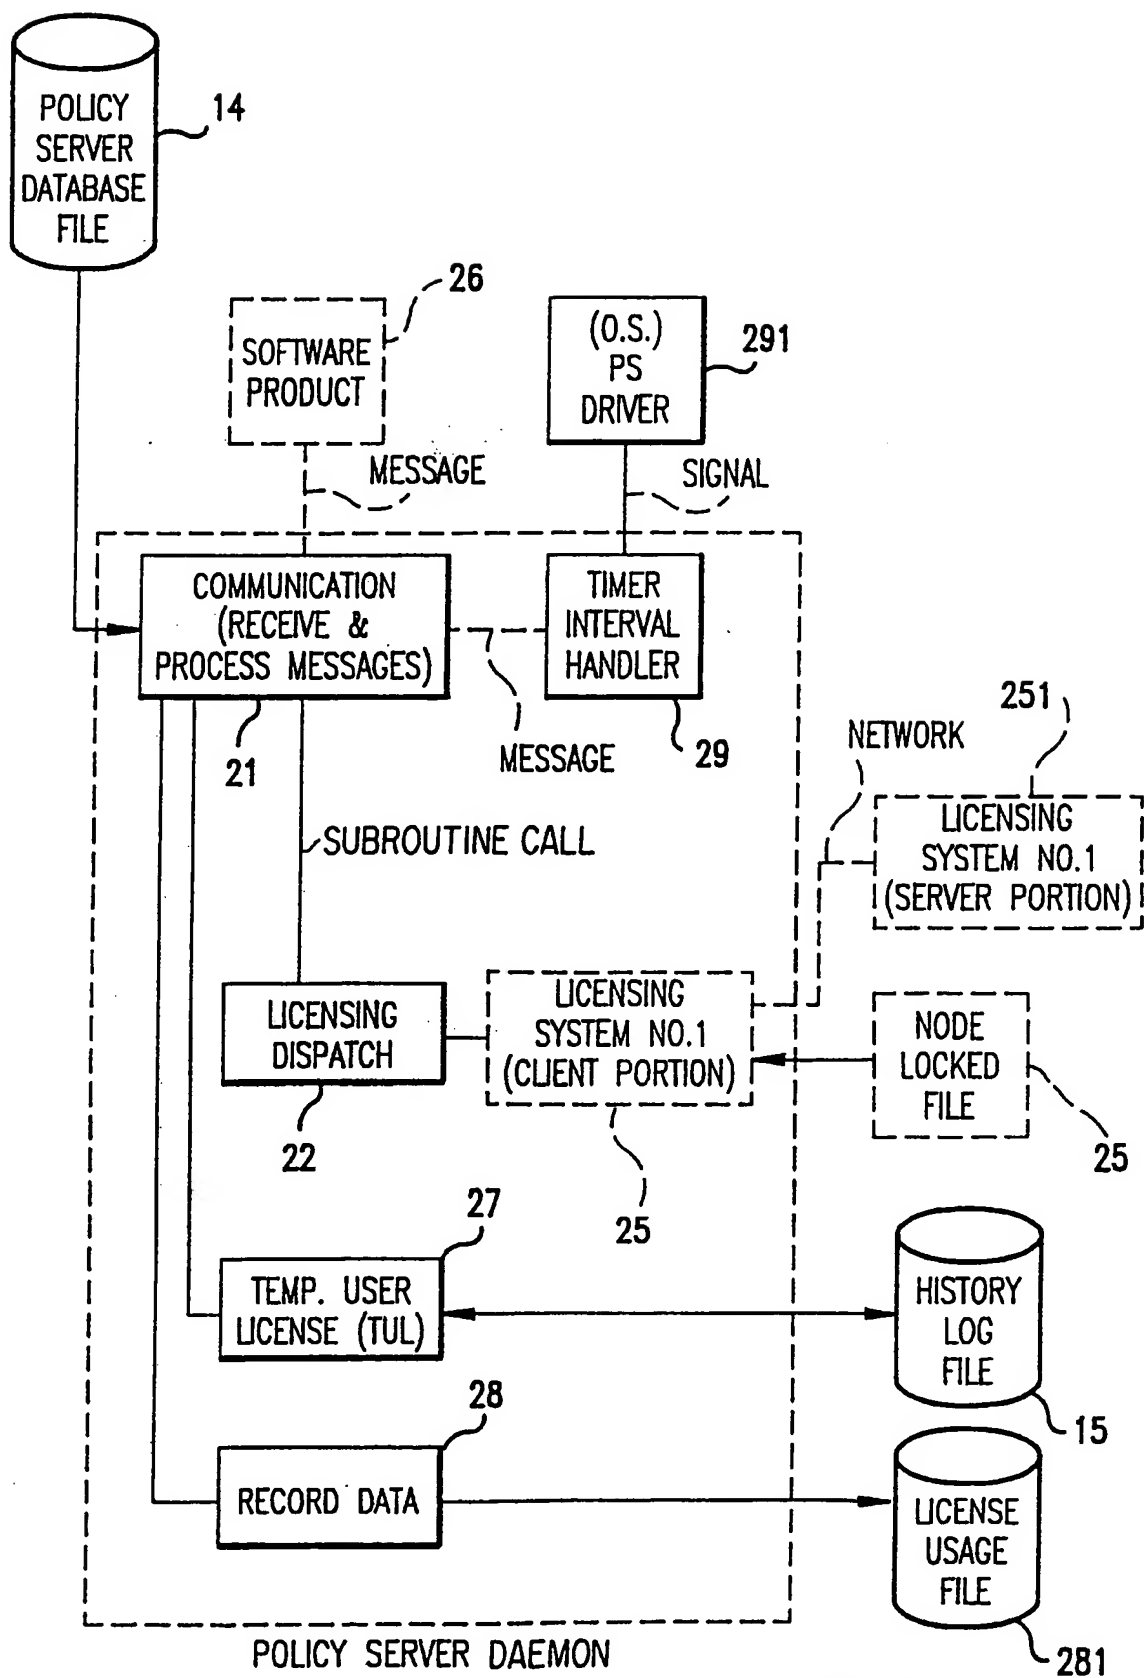 POLICY
SERVER
DATABASE
FILE
14
SOFTWARE
PRODUCT
26
(O.S.)
PS
DRIVER
291
MESSAGE
SIGNAL
COMMUNICATION
(RECEIVE &
PROCESS MESSAGES)
21
TIMER
INTERVAL
HANDLER
29
MESSAGE
SUBROUTINE CALL
NETWORK
251
LICENSING
SYSTEM NO.1
(SERVER PORTION)
LICENSING
DISPATCH
22
LICENSING
SYSTEM NO.1
(CLIENT PORTION)
25
NODE
LOCKED
FILE
25
TEMP. USER
LICENSE (TUL)
27
HISTORY
LOG
FILE
15
RECORD DATA
28
LICENSE
USAGE
FILE
281
POLICY SERVER DAEMON